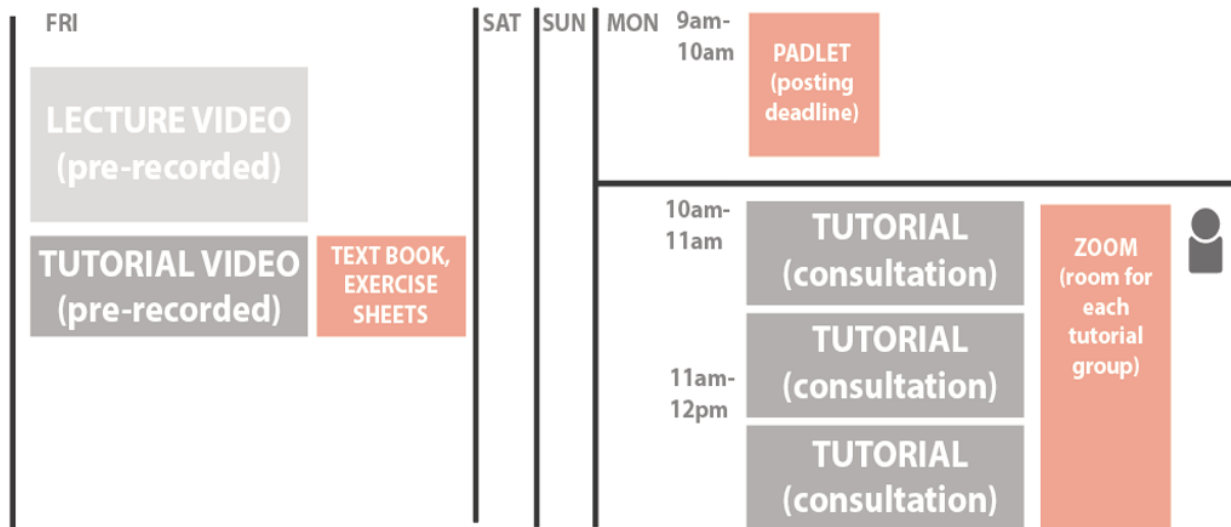 FRI
LECTURE VIDEO
(pre-recorded)
TUTORIAL VIDEO
(pre-recorded)
TEXT BOOK,
EXERCISE
SHEETS
SAT
SUN
MON
9am-
10am
PADLET
(posting
deadline)
10am-
11am
TUTORIAL
(consultation)
TUTORIAL
(consultation)
11am-
12pm
TUTORIAL
(consultation)
ZOOM
(room for
each
tutorial
group)